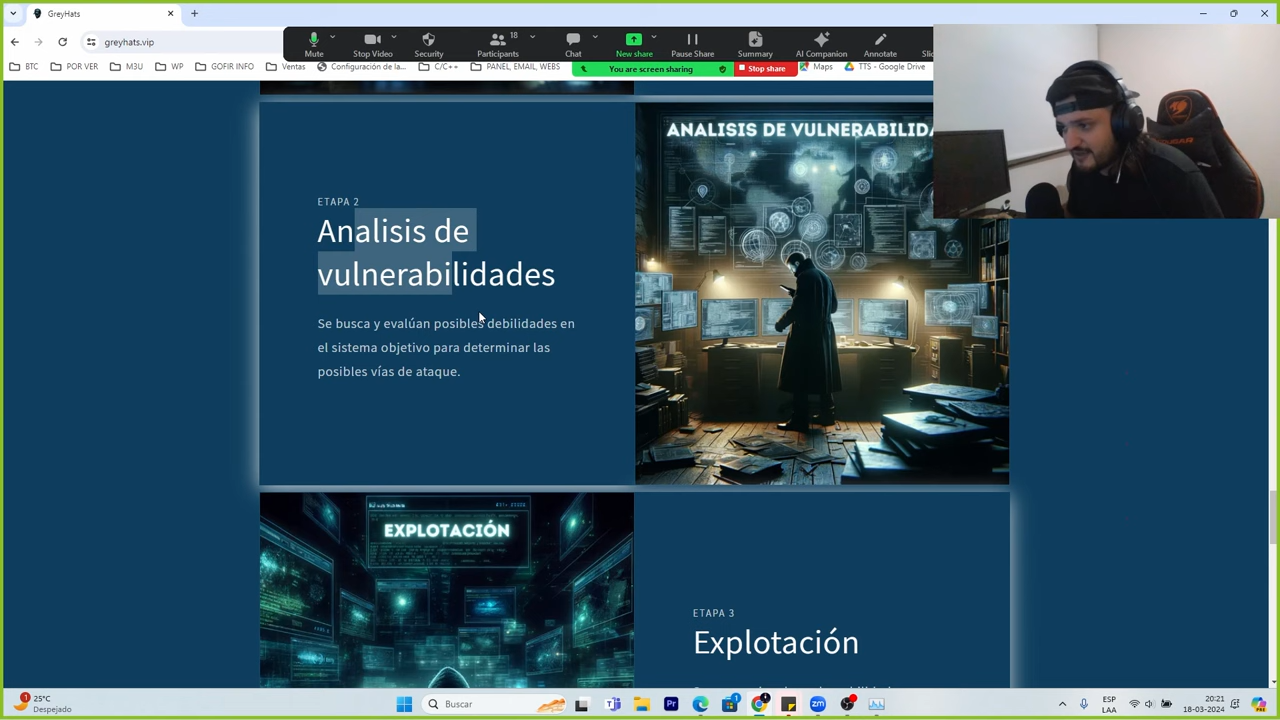 GreyHats
greyhats.vip
Mute
Stop Video
Security
Participants
18
Chat
New share
Pause Share
Summary
AI Companion
Annotate
BTC
POR VER
M3U
WP
GOFIR INFO
Ventas
Configuración de la...
C/C++
PANEL, EMAIL, WEBS
You are screen sharing
Stop share
Maps
TTS - Google Drive
ETAPA 2
Analisis de
vulnerabilidades
Se busca y evalúan posibles debilidades en
el sistema objetivo para determinar las
posibles vías de ataque.
ANALISIS DE VULNERABILIDA
COUGAR
EXPLOTACIÓN
ETAPA 3
Explotación
1
25°C
Despejado
Buscar
ESP
LAA
20:21
18-03-2024